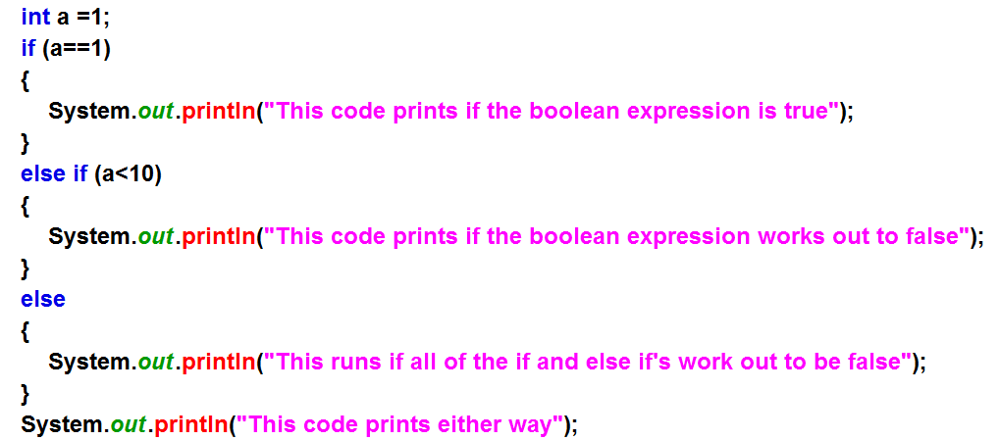 int a =1;
if (a==1)
{
System.out.println("This code prints if the boolean expression is true");
}
else if (a<10)
{
System.out.println("This code prints if the boolean expression works out to false");
}
else
{
System.out.println("This runs if all of the if and else if's work out to be false");
}
System.out.println("This code prints either way");